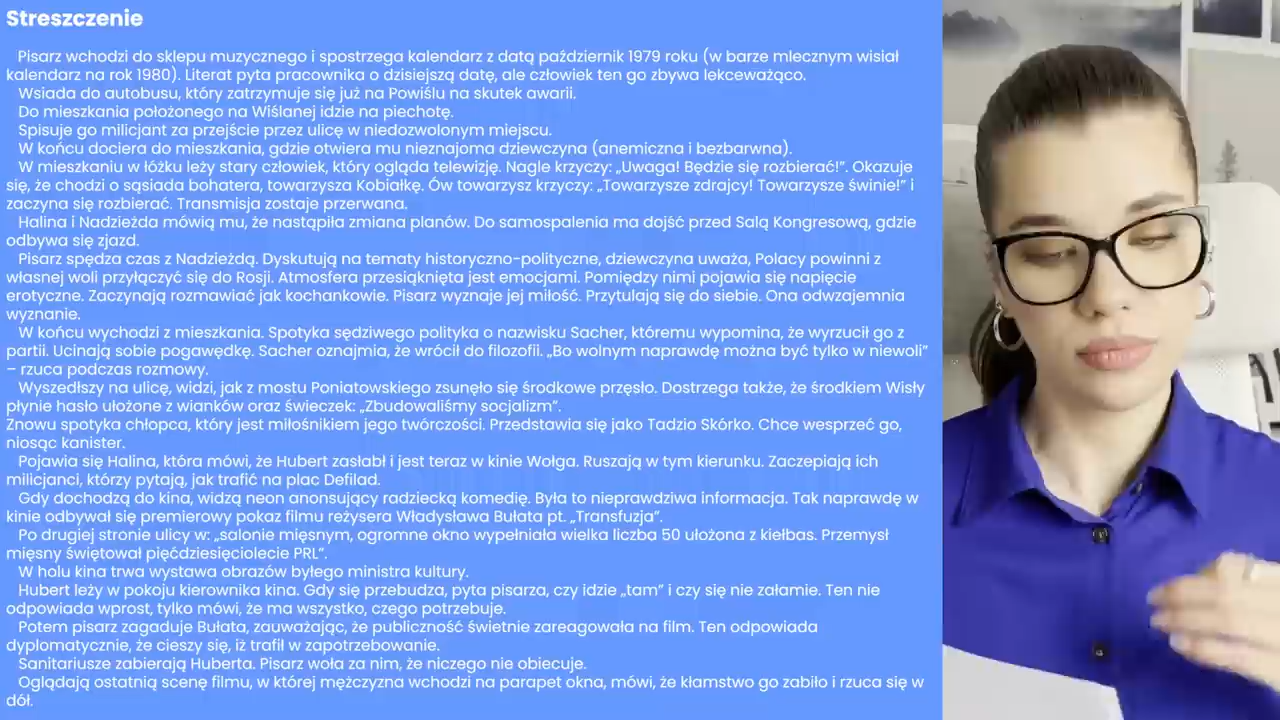 Streszczenie
Pisarz wchodzi do sklepu muzycznego i spostrzega kalendarz z datą październik 1979 roku (w barze mlecznym wisiał
kalendarz na rok 1980). Literat pyta pracownika o dzisiejszą datę, ale człowiek ten go zbywa lekceważąco.
Wsiada do autobusu, który zatrzymuje się już na Powiślu na skutek awarii.
Do mieszkania położonego na Wiślanej idzie na piechotę.
Spisuje go milicjant za przejście przez ulicę w niedozwolonym miejscu.
W końcu dociera do mieszkania, gdzie otwiera mu nieznajoma dziewczyna (anemiczna i bezbarwna).
W mieszkaniu w łóżku leży stary człowiek, który ogląda telewizję. Nagle krzyczy: „Uwaga! Będzie się rozbierać!”. Okazuje
się, że chodzi o sąsiada bohatera, towarzysza Kobiałkę. Ów towarzysz krzyczy: „Towarzysze zdrajcy! Towarzysze świnie!” i
zaczyna się rozbierać. Transmisja zostaje przerwana.
Halina i Nadzieżda mówią mu, że nastąpiła zmiana planów. Do samospalenia ma dojść przed Salą Kongresową, gdzie
odbywa się zjazd.
Pisarz spędza czas z Nadzieżdą. Dyskutują na tematy historyczno-polityczne, dziewczyna uważa, Polacy powinni z
własnej woli przyłączyć się do Rosji. Atmosfera przesiąknięta jest emocjami. Pomiędzy nimi pojawia się napięcie
erotyczne. Zaczynają rozmawiać jak kochankowie. Pisarz wyznaje jej miłość. Przytulają się do siebie. Ona odwzajemnia
wyznanie.
W końcu wychodzi z mieszkania. Spotyka sędziwego polityka o nazwisku Sacher, któremu wypomina, że wyrzucił go z
partii. Ucinają sobie pogawędkę. Sacher oznajmia, że wrócił do filozofii. „Bo wolnym naprawdę można być tylko w niewoli”
– rzuca podczas rozmowy.
Wyszedłszy na ulicę, widzi, jak z mostu Poniatowskiego zsunęło się środkowe przęsło. Dostrzega także, że środkiem Wisły
płynie hasło ułożone z wianków oraz świeczek: „Zbudowaliśmy socjalizm”.
Znowu spotyka chłopca, który jest miłośnikiem jego twórczości. Przedstawia się jako Tadzio Skórko. Chce wesprzeć go,
niosąc kanister.
Pojawia się Halina, która mówi, że Hubert zasłabł i jest teraz w kinie Wołga. Ruszają w tym kierunku. Zaczepiają ich
milicjanci, którzy pytają, jak trafić na plac Defilad.
Gdy dochodzą do kina, widzą neon anonsujący radziecką komedię. Była to nieprawdziwa informacja. Tak naprawdę w
kinie odbywał się premierowy pokaz filmu reżysera Władysława Bułata pt. „Transfuzja”.
Po drugiej stronie ulicy w: „salonie mięsnym, ogromne okno wypełniała wielka liczba 50 ułożona z kiełbas. Przemysł
mięsny świętował pięćdziesięciolecie PRL”.
W holu kina trwa wystawa obrazów byłego ministra kultury.
Hubert leży w pokoju kierownika kina. Gdy się przebudza, pyta pisarza, czy idzie „tam” i czy się nie załamie. Ten nie
odpowiada wprost, tylko mówi, że ma wszystko, czego potrzebuje.
Potem pisarz zagaduje Bułata, zauważając, że publiczność świetnie zareagowała na film. Ten odpowiada
dyplomatycznie, że cieszy się, iż trafił w zapotrzebowanie.
Sanitariusze zabierają Huberta. Pisarz woła za nim, że niczego nie obiecuje.
Oglądają ostatnią scenę filmu, w której mężczyzna wchodzi na parapet okna, mówi, że kłamstwo go zabiło i rzuca się w
dół.